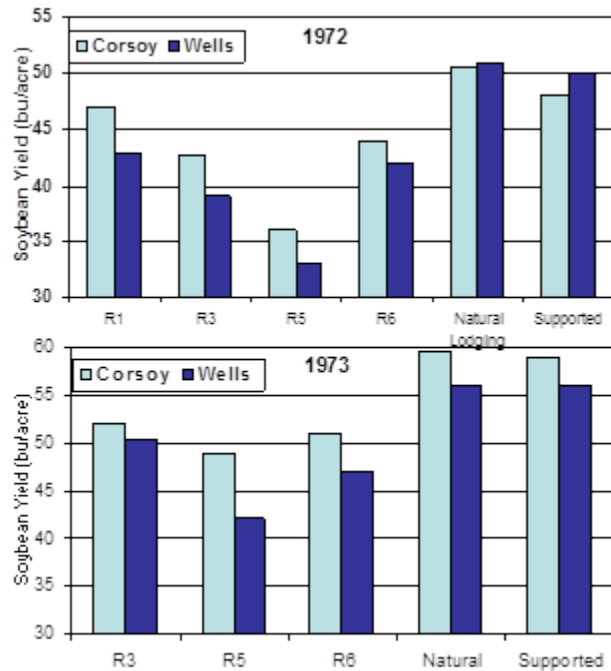 55
Corsoy Wells
1972
50
45
40
35
30
Soybean Yield (bu/acre)
R1 R3 R5 R6 Natural Supported
Lodging
60
Corsoy Wells
1973
55
50
45
40
35
30
Soybean Yield (bu/acre)
R3 R5 R6 Natural Supported